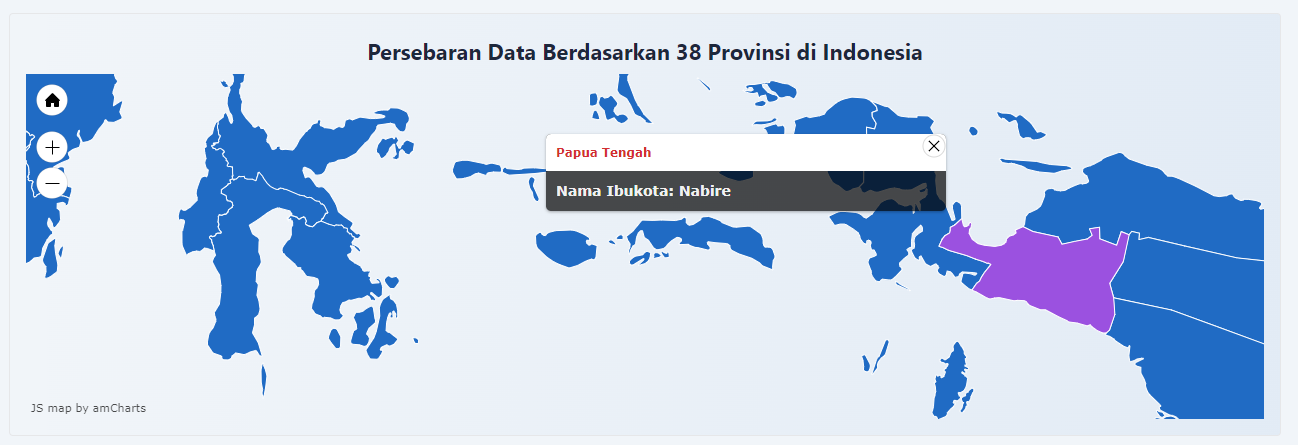 Persebaran Data Berdasarkan 38 Provinsi di Indonesia
Papua Tengah
Nama Ibukota: Nabire
JS map by amCharts